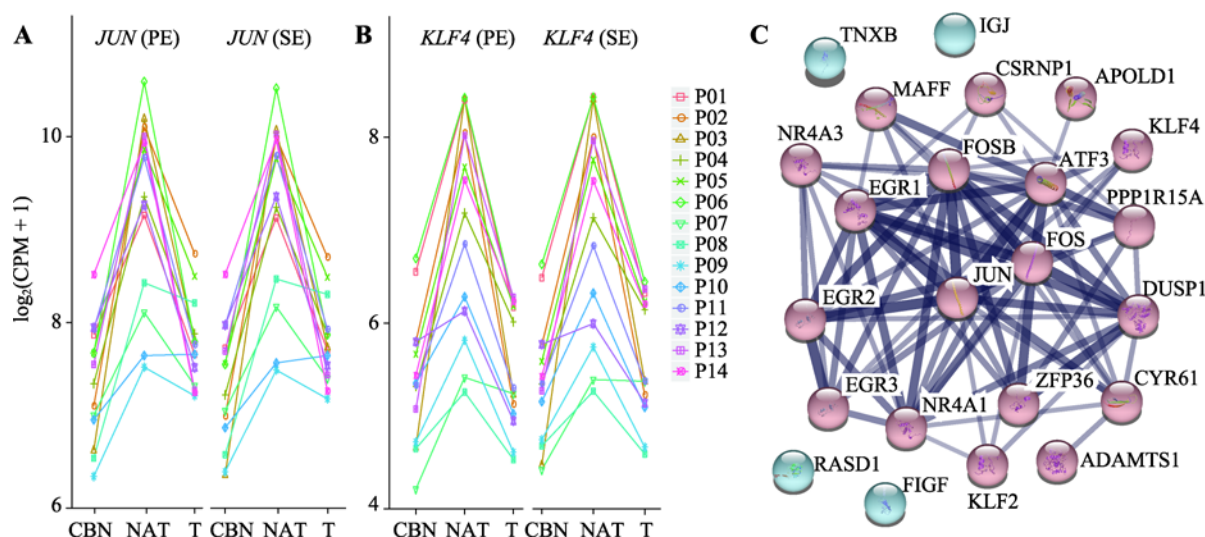 A
JUN (PE)
JUN (SE)
log2(CPM + 1)
10
8
6
CBN NAT T CBN NAT T
B
KLF4 (PE)
KLF4 (SE)
8
6
4
CBN NAT T CBN NAT T
P01
P02
P03
P04
P05
P06
P07
P08
P09
P10
P11
P12
P13
P14
C
IGJ
TNXB
CSRNP1
APOLD1
MAFF
KLF4
NR4A3
FOSB
ATF3
EGR1
PPP1R15A
FOS
JUN
DUSP1
EGR2
EGR3
ZFP36
CYR61
NR4A1
RASD1
ADAMTS1
FIGF
KLF2